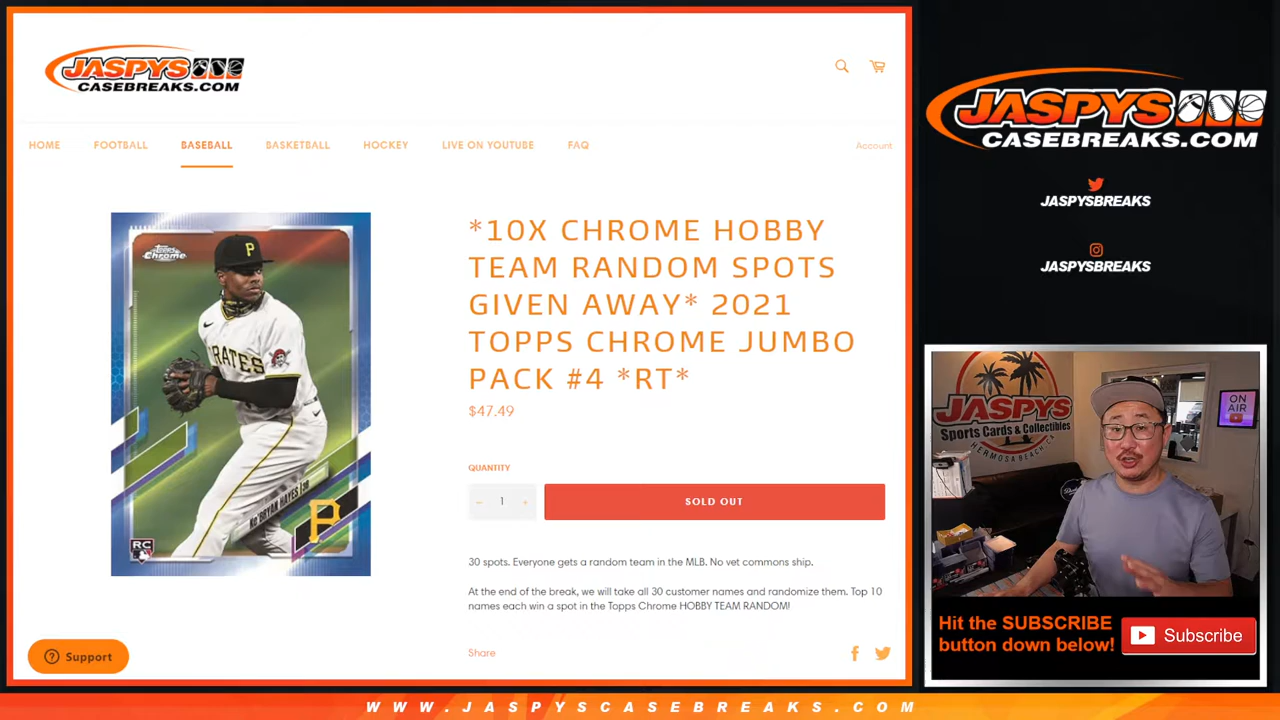 JASPYS
CASEBREAKS.COM
HOME
FOOTBALL
BASEBALL
BASKETBALL
HOCKEY
LIVE ON YOUTUBE
FAQ
Account
Topps
Chrome
P
PIRATES
KE'BRYAN HAYES | 3B
P
RC
*10X CHROME HOBBY
TEAM RANDOM SPOTS
GIVEN AWAY* 2021
TOPPS CHROME JUMBO
PACK #4 *RT*
$47.49
QUANTITY
− 1 +
SOLD OUT
30 spots. Everyone gets a random team in the MLB. No vet commons ship.
At the end of the break, we will take all 30 customer names and randomize them. Top 10
names each win a spot in the Topps Chrome HOBBY TEAM RANDOM!
Share
Support
JASPYS
CASEBREAKS.COM
JASPYSBREAKS
JASPYSBREAKS
JASPYS
Sports Cards & Collectibles
HERMOSA BEACH, CA
ON
AIR
Hit the SUBSCRIBE
button down below!
Subscribe
WWW.JASPYSCASEBREAKS.COM